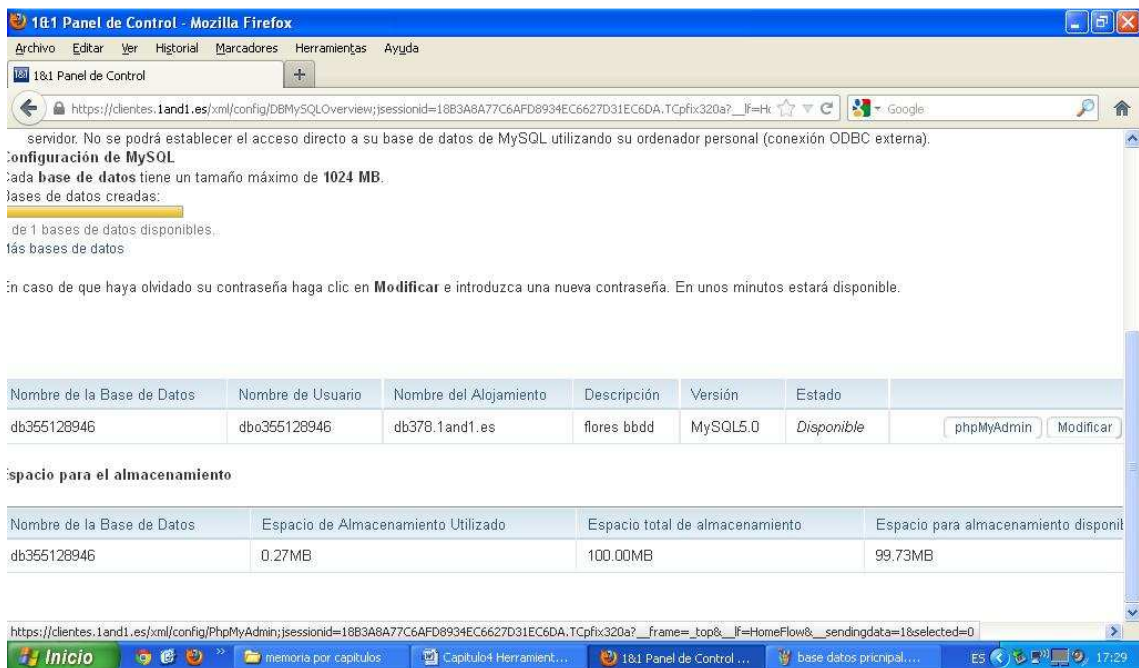 1&1 Panel de Control - Mozilla Firefox
Archivo Editar Ver Historial Marcadores Herramientas Ayuda
1&1 Panel de Control
https://clientes.1and1.es/xml/config/DBMySQLOverview;jsessionid=18B3A8A77C6AFD8934EC6627D31EC6DA.TCpfix320a?__lf=Hc Google
servidor. No se podrá establecer el acceso directo a su base de datos de MySQL utilizando su ordenador personal (conexión ODBC externa).
Configuración de MySQL
Cada base de datos tiene un tamaño máximo de 1024 MB.
Bases de datos creadas:
de 1 bases de datos disponibles.
Más bases de datos
En caso de que haya olvidado su contraseña haga clic en Modificar e introduzca una nueva contraseña. En unos minutos estará disponible.
Nombre de la Base de Datos Nombre de Usuario Nombre del Alojamiento Descripción Versión Estado
db355128946 dbo355128946 db378.1and1.es flores bbdd MySQL5.0 Disponible phpMyAdmin Modificar
Espacio para el almacenamiento
Nombre de la Base de Datos Espacio de Almacenamiento Utilizado Espacio total de almacenamiento Espacio para almacenamiento disponit
db355128946 0.27MB 100.00MB 99.73MB
https://clientes.1and1.es/xml/config/PhpMyAdmin;jsessionid=18B3A8A77C6AFD8934EC6627D31EC6DA.TCpfix320a?__frame=_top&__lf=HomeFlow&__sendingdata=1&selected=0
Inicio memoria por capitulos Capitulo4 Herramient... 1&1 Panel de Control ... base datos pricnipal.... ES 17:29